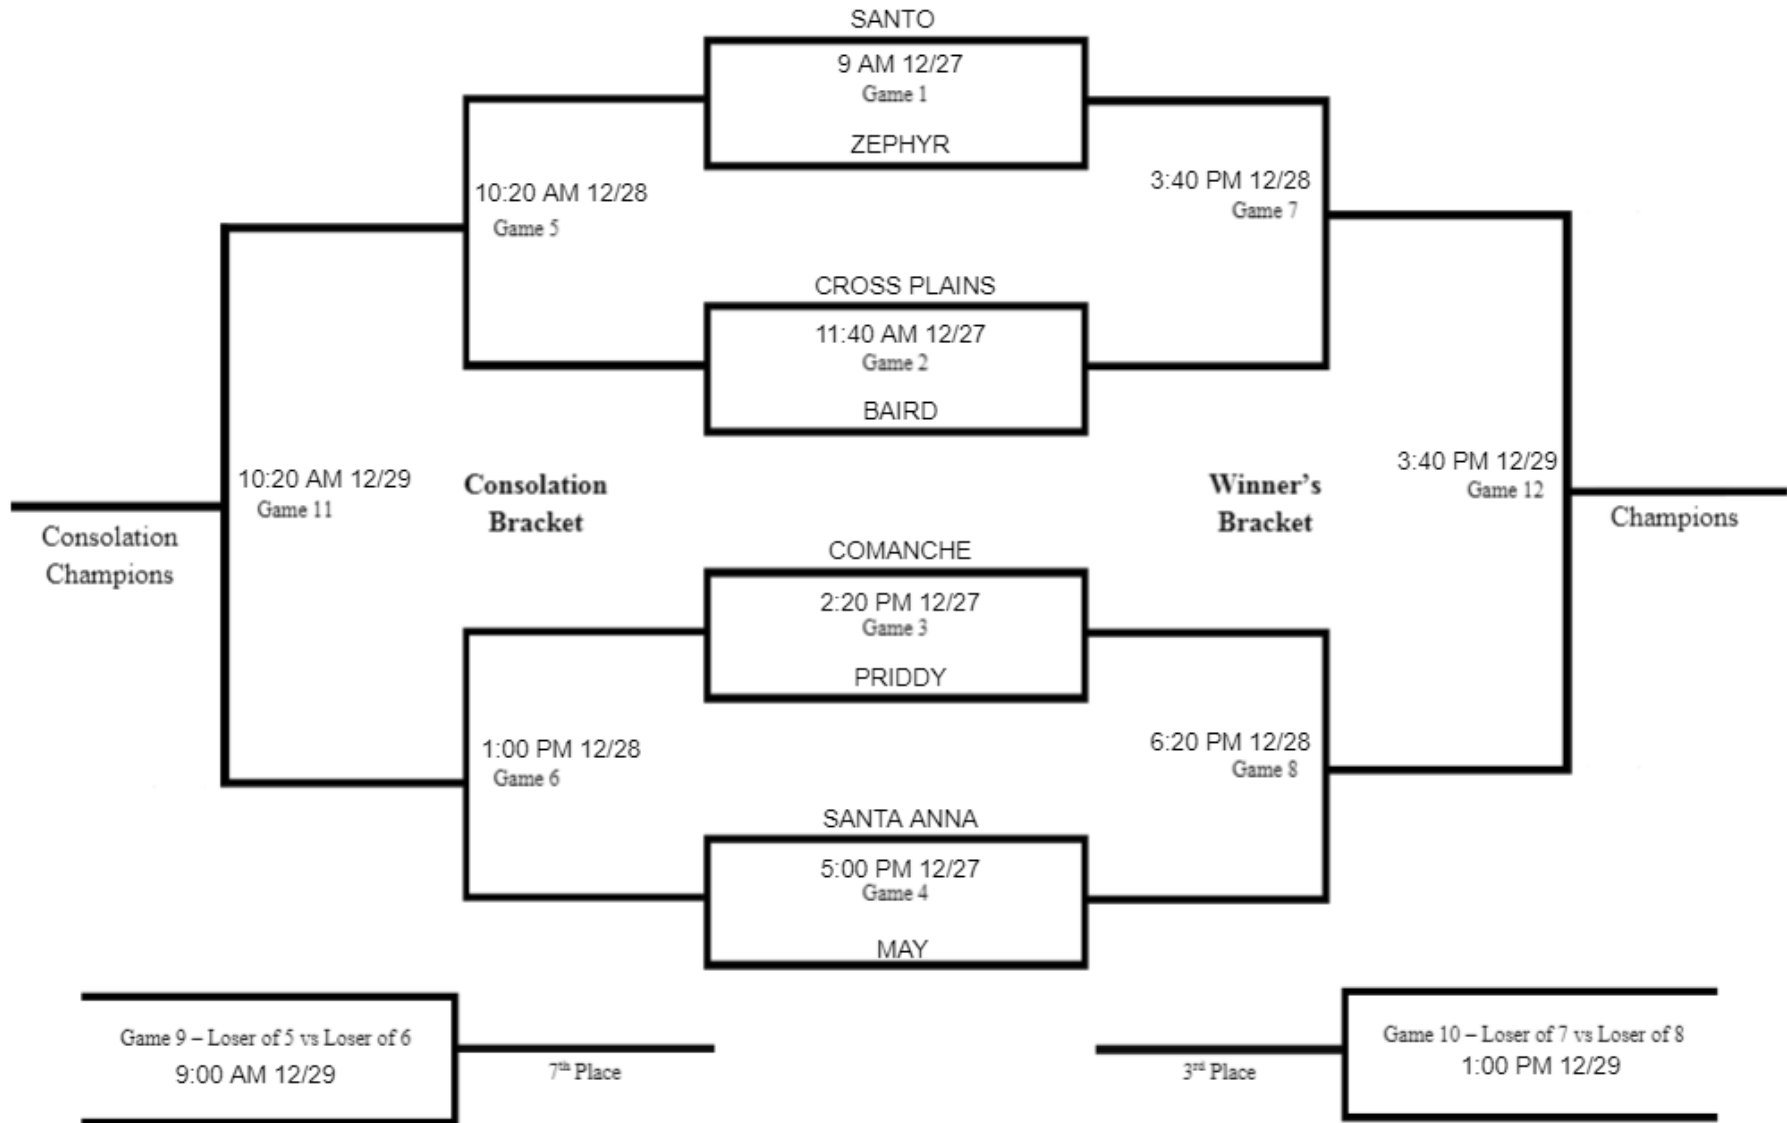 SANTO
9 AM 12/27
Game 1
ZEPHYR
10:20 AM 12/28
Game 5
3:40 PM 12/28
Game 7
CROSS PLAINS
11:40 AM 12/27
Game 2
BAIRD
10:20 AM 12/29
Game 11
Consolation
Bracket
Winner's
Bracket
3:40 PM 12/29
Game 12
Consolation
Champions
Champions
COMANCHE
2:20 PM 12/27
Game 3
PRIDDY
1:00 PM 12/28
Game 6
6:20 PM 12/28
Game 8
SANTA ANNA
5:00 PM 12/27
Game 4
MAY
Game 9 – Loser of 5 vs Loser of 6
9:00 AM 12/29
7th Place
3rd Place
Game 10 – Loser of 7 vs Loser of 8
1:00 PM 12/29